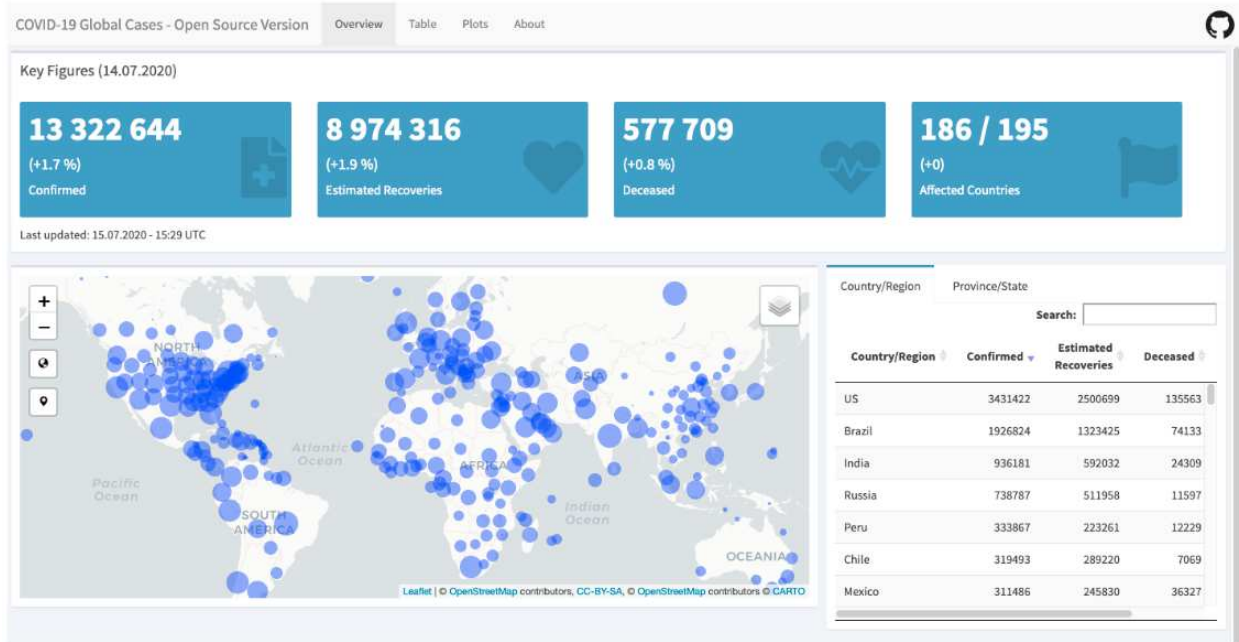 COVID-19 Global Cases - Open Source Version Overview Table Plots About
Key Figures (14.07.2020)
13 322 644
(+1.7 %)
Confirmed
8 974 316
(+1.9 %)
Estimated Recoveries
577 709
(+0.8 %)
Deceased
186 / 195
(+0)
Affected Countries
Last updated: 15.07.2020 - 15:29 UTC
+
−
NORTH
AMERICA
ASIA
Atlantic
Ocean
AFRICA
Pacific
Ocean
Indian
Ocean
SOUTH
AMERICA
OCEANIA
Leaflet | © OpenStreetMap contributors, CC-BY-SA, © OpenStreetMap contributors © CARTO
Country/Region Province/State
Search:
Country/Region Confirmed Estimated Recoveries Deceased
US 3431422 2500699 135563
Brazil 1926824 1323425 74133
India 936181 592032 24309
Russia 738787 511958 11597
Peru 333867 223261 12229
Chile 319493 289220 7069
Mexico 311486 245830 36327